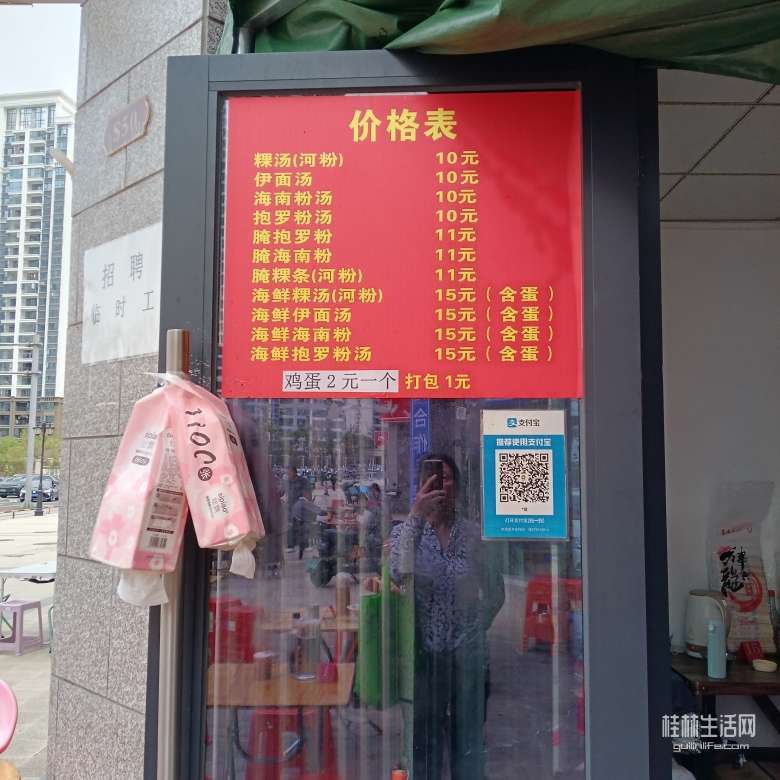 价格表
粿汤(河粉) 10元
伊面汤 10元
海南粉汤 10元
抱罗粉汤 10元
腌抱罗粉 11元
腌海南粉 11元
腌粿条(河粉) 11元
海鲜粿汤(河粉) 15元（含蛋）
海鲜伊面汤 15元（含蛋）
海鲜海南粉 15元（含蛋）
海鲜抱罗粉汤 15元（含蛋）
鸡蛋2元一个 打包1元
招聘
临时工
支付宝
推荐使用支付宝
1100
合作
桂林生活网
guilinlife.com